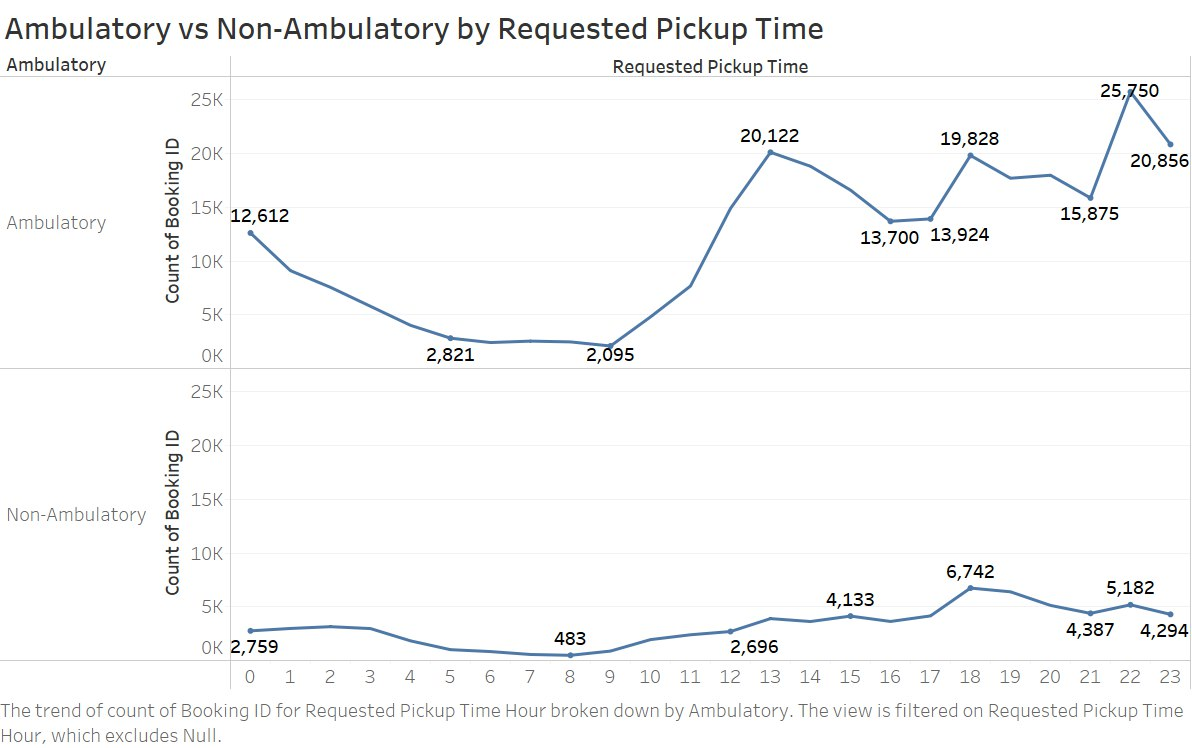 Ambulatory vs Non-Ambulatory by Requested Pickup Time
Ambulatory
Requested Pickup Time
Ambulatory
Count of Booking ID
25K
20K
15K
10K
5K
0K
12,612
2,821
2,095
20,122
13,700
13,924
19,828
15,875
25,750
20,856
Non-Ambulatory
Count of Booking ID
25K
20K
15K
10K
5K
0K
2,759
483
2,696
4,133
6,742
4,387
5,182
4,294
0 1 2 3 4 5 6 7 8 9 10 11 12 13 14 15 16 17 18 19 20 21 22 23
The trend of count of Booking ID for Requested Pickup Time Hour broken down by Ambulatory. The view is filtered on Requested Pickup Time
Hour, which excludes Null.